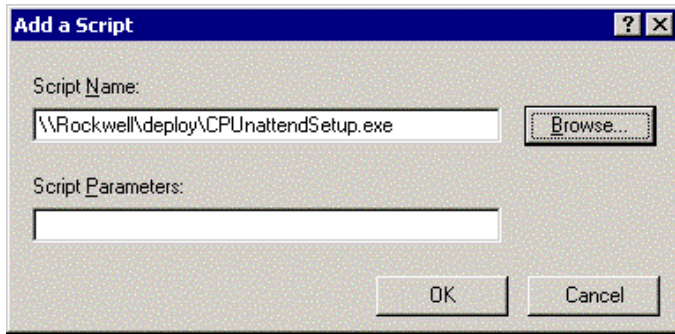 Add a Script
? X
Script Name:
\\Rockwell\deploy\CPUnattendSetup.exe
Browse...
Script Parameters:
OK
Cancel